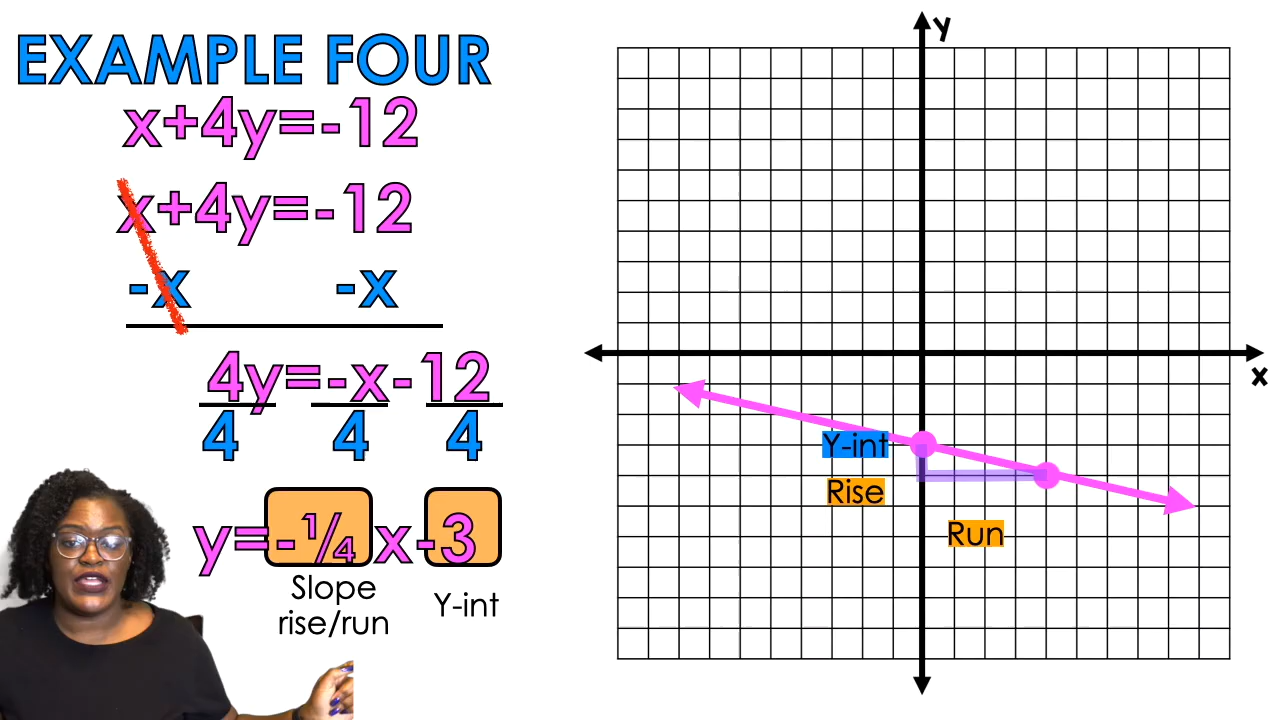 EXAMPLE FOUR
x+4y=-12
x+4y=-12
-x -x
4y=-x-12
4 4 4
y=-¼x-3
Slope
rise/run
Y-int
y
x
Y-int
Rise
Run